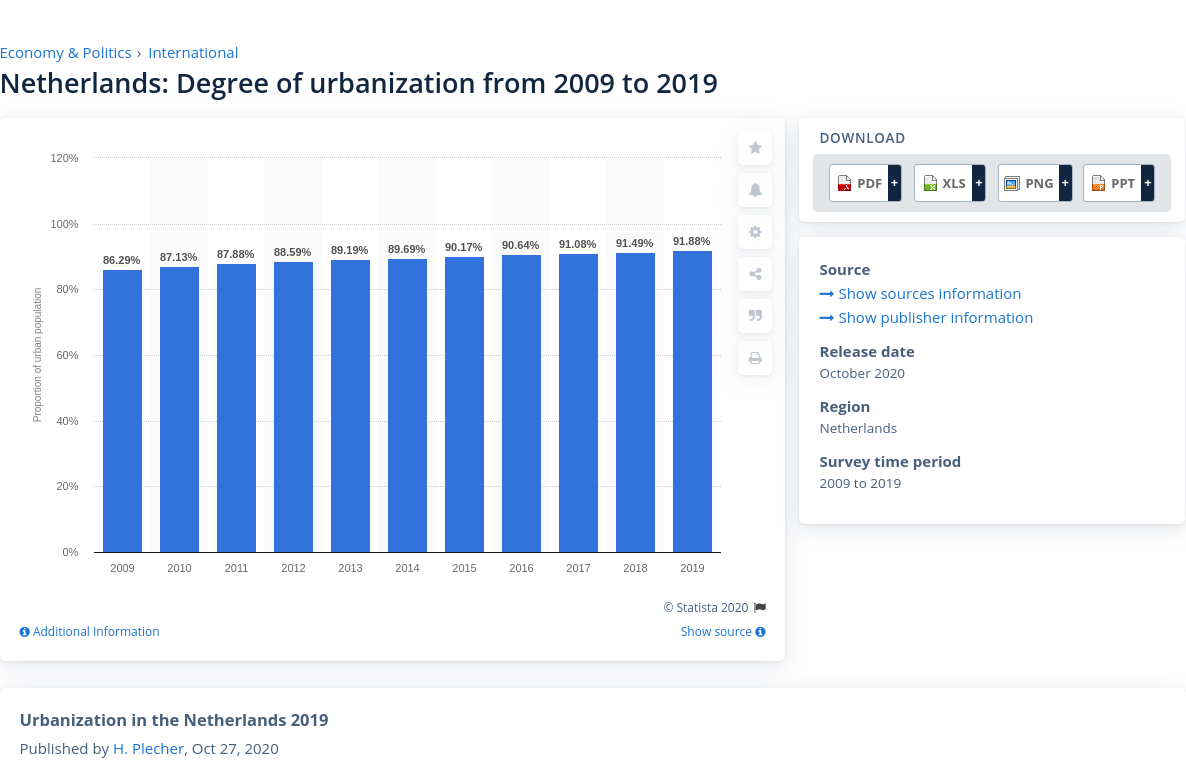 Economy & Politics › International
Netherlands: Degree of urbanization from 2009 to 2019
120%
100%
80%
60%
40%
20%
0%
Proportion of urban population
86.29%
87.13%
87.88%
88.59%
89.19%
89.69%
90.17%
90.64%
91.08%
91.49%
91.88%
2009
2010
2011
2012
2013
2014
2015
2016
2017
2018
2019
© Statista 2020
Additional Information
Show source
DOWNLOAD
PDF + XLS + PNG + PPT +
Source
Show sources information
Show publisher information
Release date
October 2020
Region
Netherlands
Survey time period
2009 to 2019
Urbanization in the Netherlands 2019
Published by H. Plecher, Oct 27, 2020